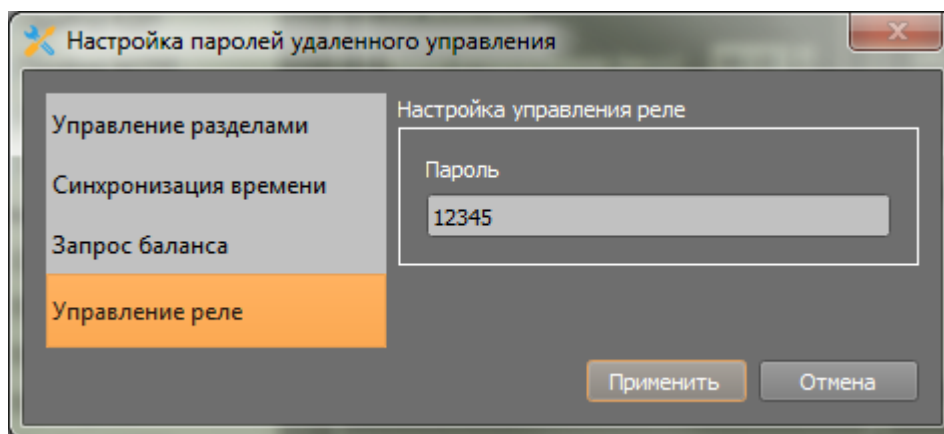 Настройка паролей удаленного управления
Управление разделами
Синхронизация времени
Запрос баланса
Управление реле
Настройка управления реле
Пароль
12345
Применить
Отмена